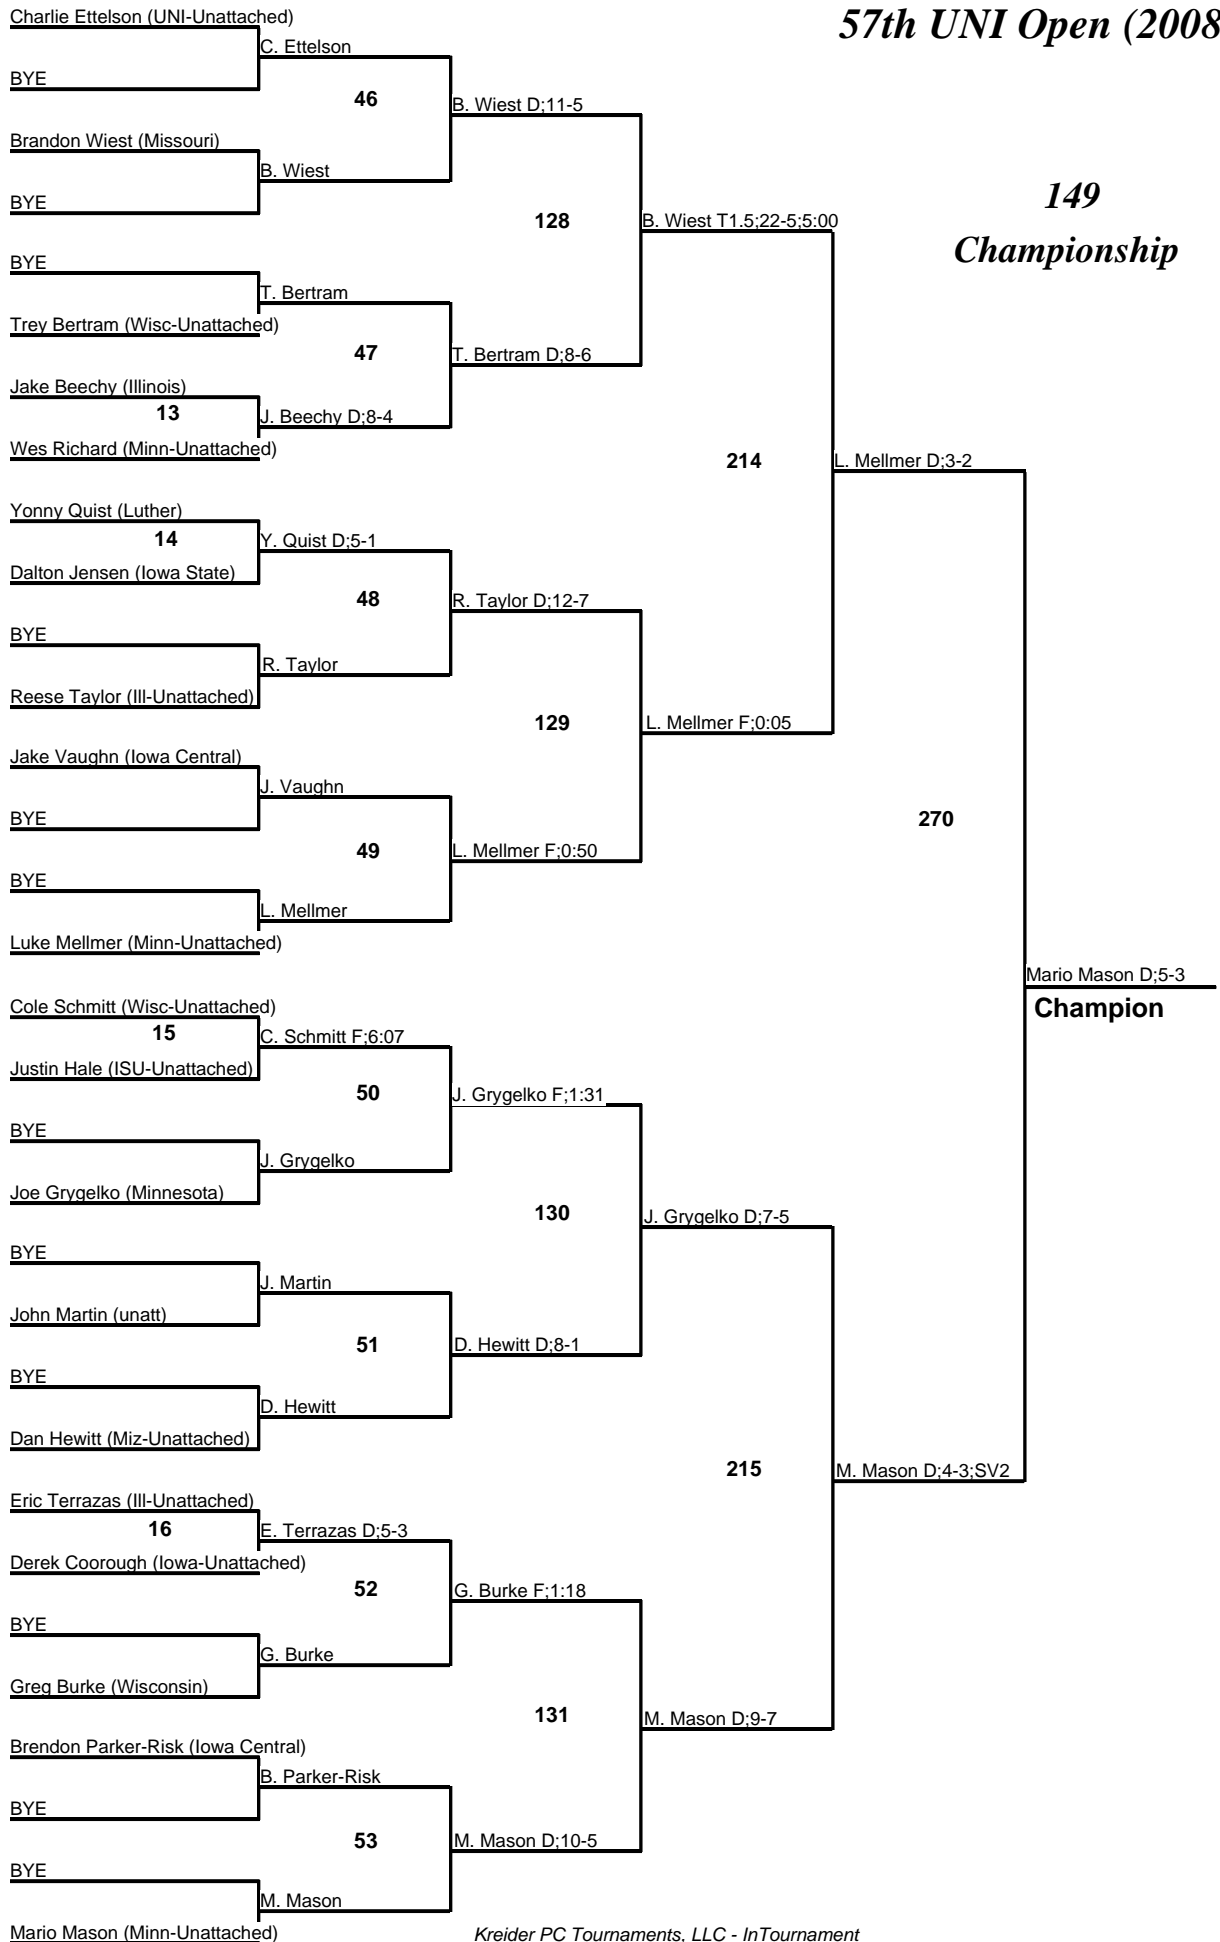 57th UNI Open (2008
149
Championship
Charlie Ettelson (UNI-Unattached)
C. Ettelson
BYE
46
B. Wiest D;11-5
Brandon Wiest (Missouri)
B. Wiest
BYE
128
B. Wiest T1.5;22-5;5:00
BYE
T. Bertram
Trey Bertram (Wisc-Unattached)
47
T. Bertram D;8-6
Jake Beechy (Illinois)
13
J. Beechy D;8-4
Wes Richard (Minn-Unattached)
214
L. Mellmer D;3-2
Yonny Quist (Luther)
14
Y. Quist D;5-1
Dalton Jensen (Iowa State)
48
R. Taylor D;12-7
BYE
R. Taylor
Reese Taylor (Ill-Unattached)
129
L. Mellmer F;0:05
Jake Vaughn (Iowa Central)
J. Vaughn
BYE
49
L. Mellmer F;0:50
BYE
L. Mellmer
Luke Mellmer (Minn-Unattached)
270
Mario Mason D;5-3
Champion
Cole Schmitt (Wisc-Unattached)
15
C. Schmitt F;6:07
Justin Hale (ISU-Unattached)
50
J. Grygelko F;1:31
BYE
J. Grygelko
Joe Grygelko (Minnesota)
130
J. Grygelko D;7-5
BYE
J. Martin
John Martin (unatt)
51
D. Hewitt D;8-1
BYE
D. Hewitt
Dan Hewitt (Miz-Unattached)
215
M. Mason D;4-3;SV2
Eric Terrazas (Ill-Unattached)
16
E. Terrazas D;5-3
Derek Coorough (Iowa-Unattached)
52
G. Burke F;1:18
BYE
G. Burke
Greg Burke (Wisconsin)
131
M. Mason D;9-7
Brendon Parker-Risk (Iowa Central)
B. Parker-Risk
BYE
53
M. Mason D;10-5
BYE
M. Mason
Mario Mason (Minn-Unattached)
Kreider PC Tournaments, LLC - InTournament